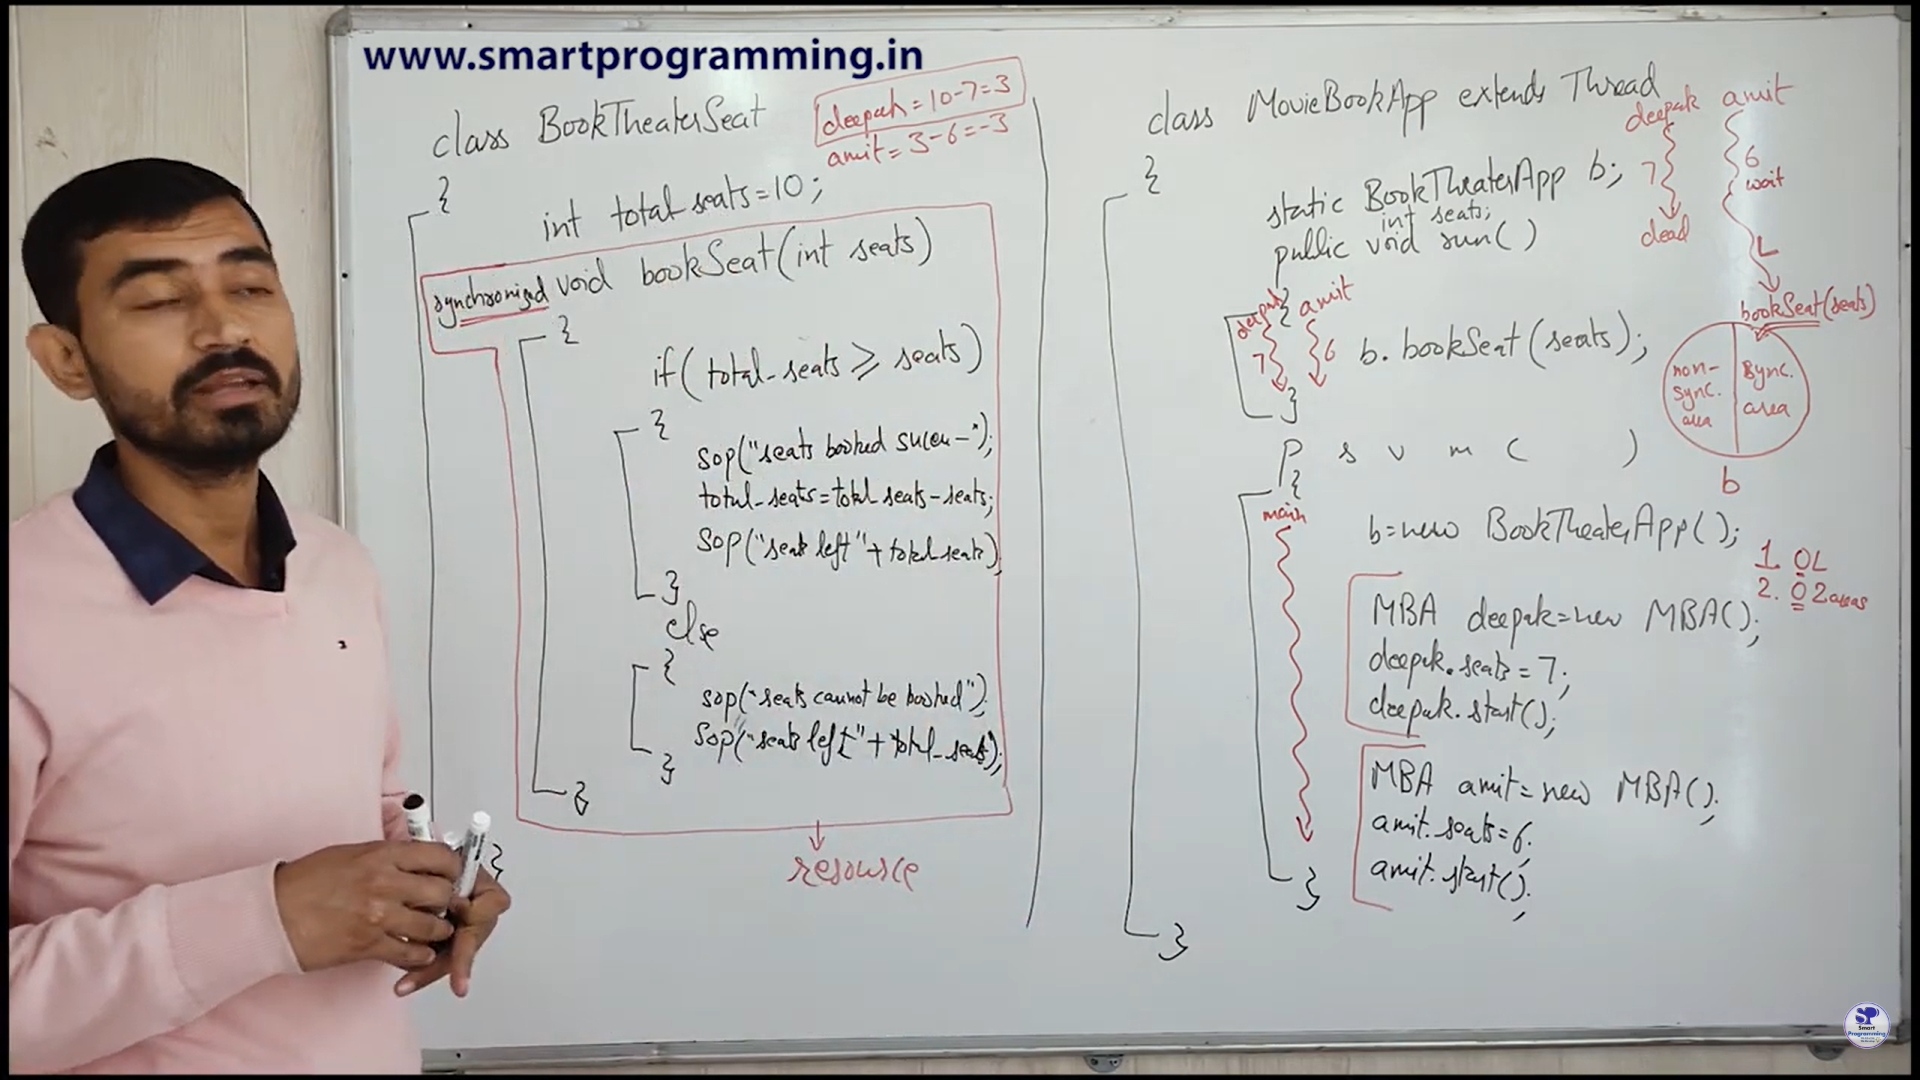 www.smartprogramming.in
class BookTheaterSeat
deepak = 10-7=3
amit = 3-6=-3
{
int total_seats=10;
synchronized void bookSeat(int seats)
{
if(total_seats ≥ seats)
{
sop("seats booked succu-");
total_seats=total_seats-seats;
sop("seats left"+total_seats);
}
else
{
sop("seats cannot be booked");
sop("seats left"+total_seats);
}
}
}
resource
class MovieBookApp extends Thread
{
static BookTheaterApp b;
int seats;
public void run()
{
deepak amit
7 6
b.bookSeat(seats);
}
p s v m ( )
{
main
b=new BookTheaterApp();
MBA deepak=new MBA();
deepak.seats=7;
deepak.start();
MBA amit=new MBA();
amit.seats=6;
amit.start();
}
}
deepak amit
7 6
wait
dead
L
bookSeat(seats)
non-sync. area
Sync. area
b
1. OL
2. O 2areas
SP
Smart
Programming